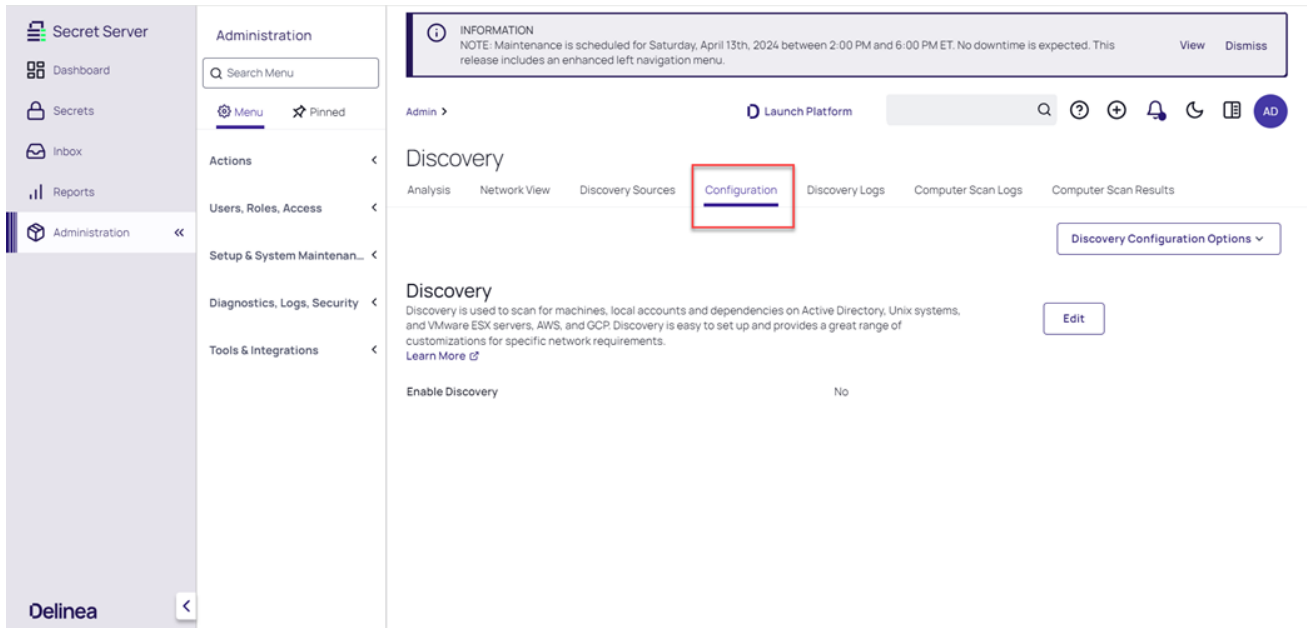 Secret Server
Dashboard
Secrets
Inbox
Reports
Administration
Delinea
Administration
Search Menu
Menu
Pinned
Actions
Users, Roles, Access
Setup & System Maintenan...
Diagnostics, Logs, Security
Tools & Integrations
INFORMATION
NOTE: Maintenance is scheduled for Saturday, April 13th, 2024 between 2:00 PM and 6:00 PM ET. No downtime is expected. This
release includes an enhanced left navigation menu.
View
Dismiss
Admin >
Launch Platform
AD
Discovery
Analysis
Network View
Discovery Sources
Configuration
Discovery Logs
Computer Scan Logs
Computer Scan Results
Discovery Configuration Options
Discovery
Discovery is used to scan for machines, local accounts and dependencies on Active Directory, Unix systems,
and VMware ESX servers, AWS, and GCP. Discovery is easy to set up and provides a great range of
customizations for specific network requirements.
Learn More
Edit
Enable Discovery
No